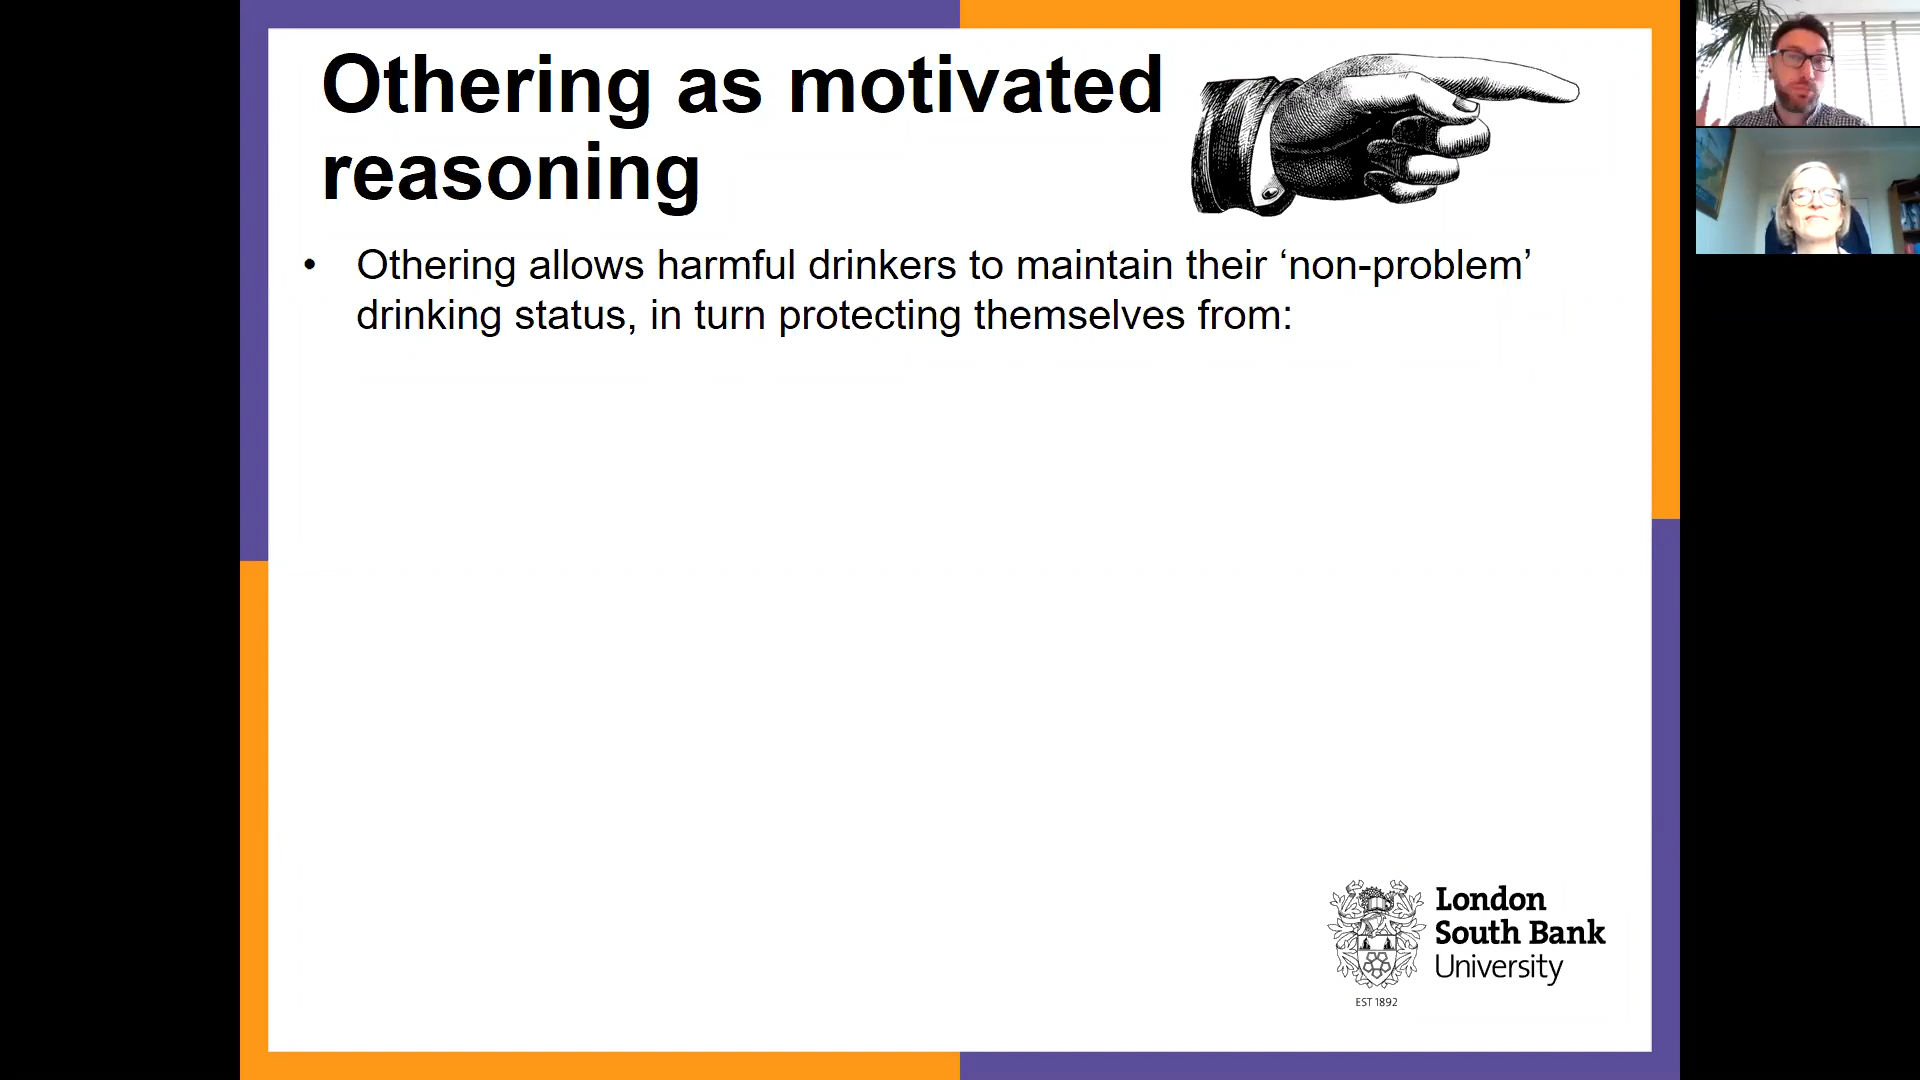 Othering as motivated
reasoning
• Othering allows harmful drinkers to maintain their ‘non-problem’
drinking status, in turn protecting themselves from:
London
South Bank
University
EST 1892